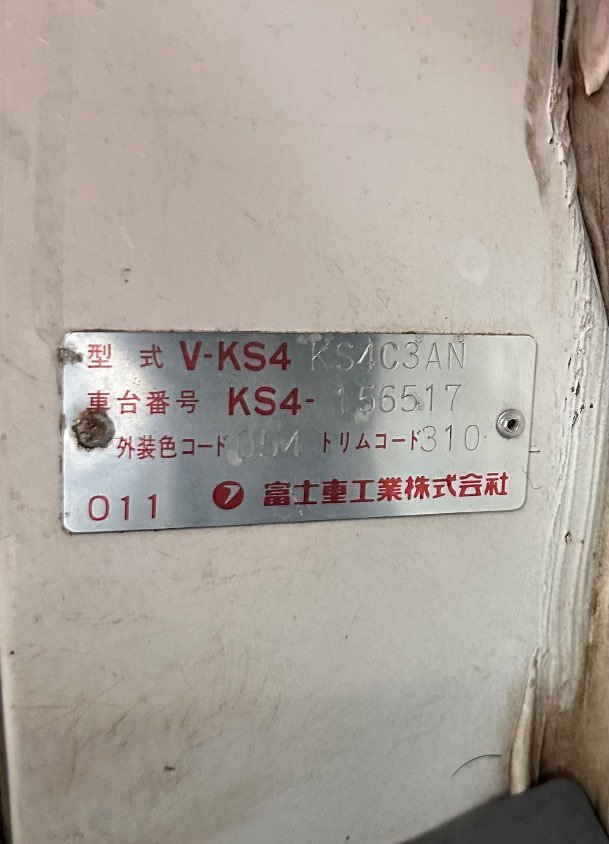 型式 V-KS4 KS4C3AN
車台番号 KS4-156517
外装色コード 054 トリムコード 310
011 フ 富士重工業株式会社